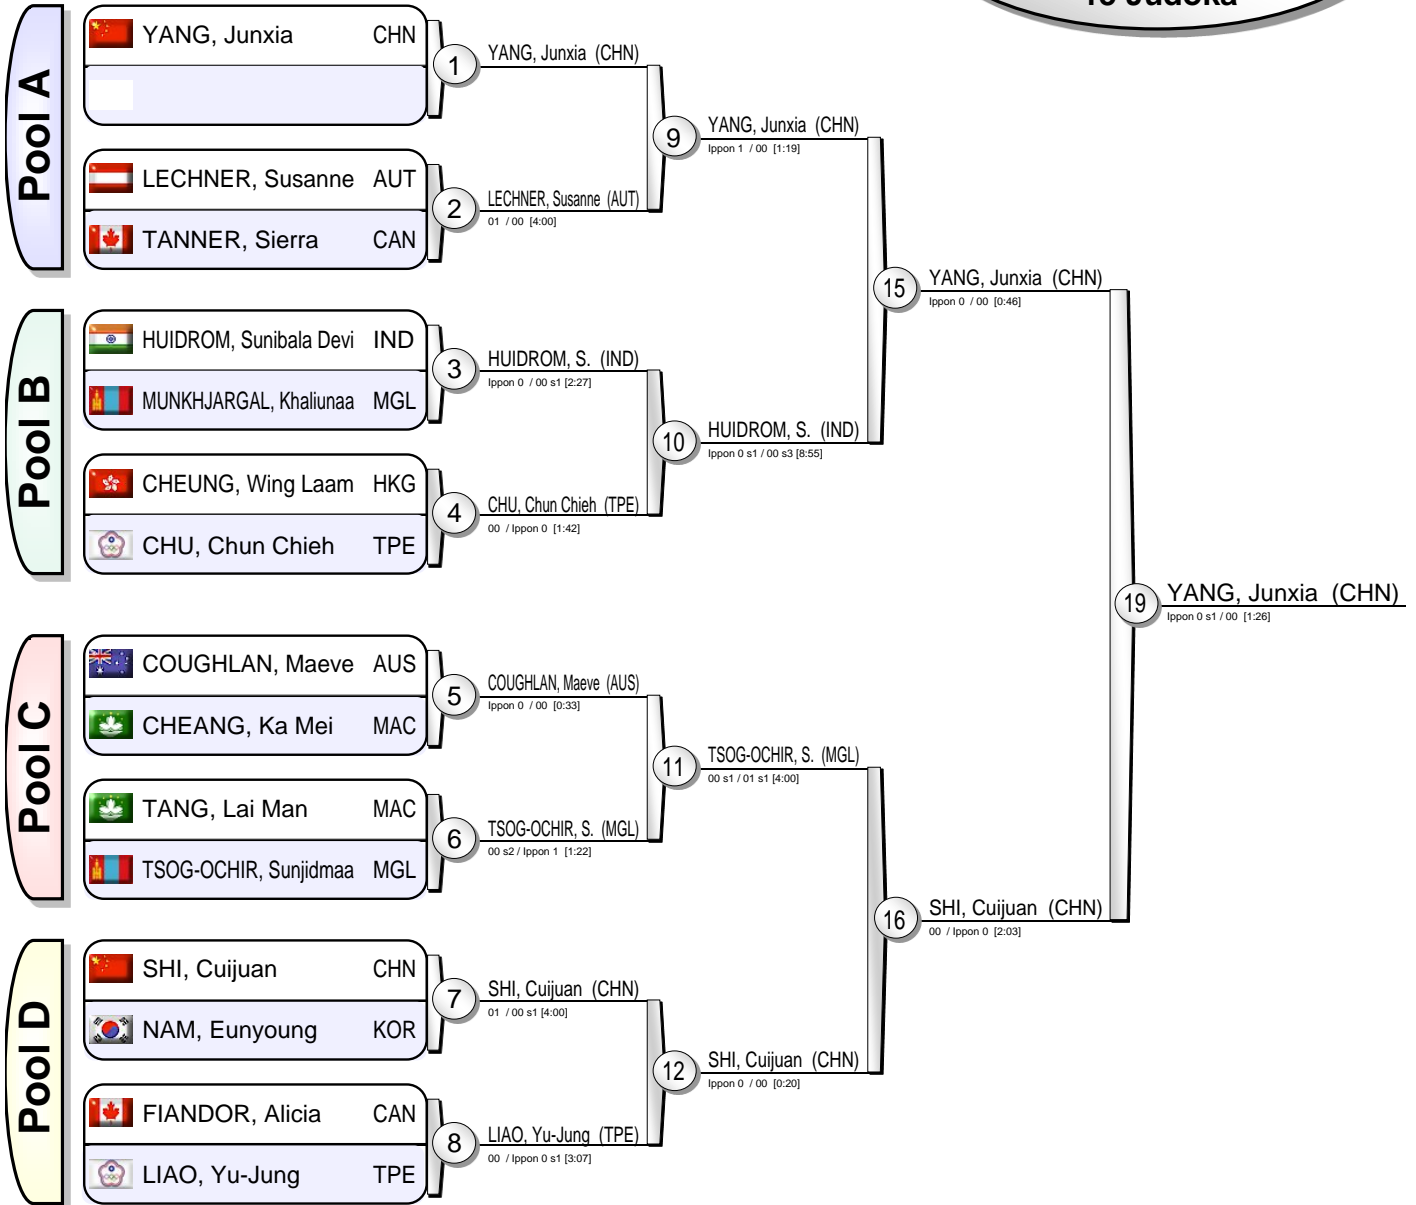 Pool A
YANG, Junxia CHN
LECHNER, Susanne AUT
TANNER, Sierra CAN
Pool B
HUIDROM, Sunibala Devi IND
MUNKHJARGAL, Khaliunaa MGL
CHEUNG, Wing Laam HKG
CHU, Chun Chieh TPE
Pool C
COUGHLAN, Maeve AUS
CHEANG, Ka Mei MAC
TANG, Lai Man MAC
TSOG-OCHIR, Sunjidmaa MGL
Pool D
SHI, Cuijuan CHN
NAM, Eunyoung KOR
FIANDOR, Alicia CAN
LIAO, Yu-Jung TPE
1
YANG, Junxia (CHN)
2
LECHNER, Susanne (AUT)
01 / 00 [4:00]
3
HUIDROM, S. (IND)
Ippon 0 / 00 s1 [2:27]
4
CHU, Chun Chieh (TPE)
00 / Ippon 0 [1:42]
5
COUGHLAN, Maeve (AUS)
Ippon 0 / 00 [0:33]
6
TSOG-OCHIR, S. (MGL)
00 s2 / Ippon 1 [1:22]
7
SHI, Cuijuan (CHN)
01 / 00 s1 [4:00]
8
LIAO, Yu-Jung (TPE)
00 / Ippon 0 s1 [3:07]
9
YANG, Junxia (CHN)
Ippon 1 / 00 [1:19]
10
HUIDROM, S. (IND)
Ippon 0 s1 / 00 s3 [8:55]
11
TSOG-OCHIR, S. (MGL)
00 s1 / 01 s1 [4:00]
12
SHI, Cuijuan (CHN)
Ippon 0 / 00 [0:20]
15
YANG, Junxia (CHN)
Ippon 0 / 00 [0:46]
16
SHI, Cuijuan (CHN)
00 / Ippon 0 [2:03]
19
YANG, Junxia (CHN)
Ippon 0 s1 / 00 [1:26]